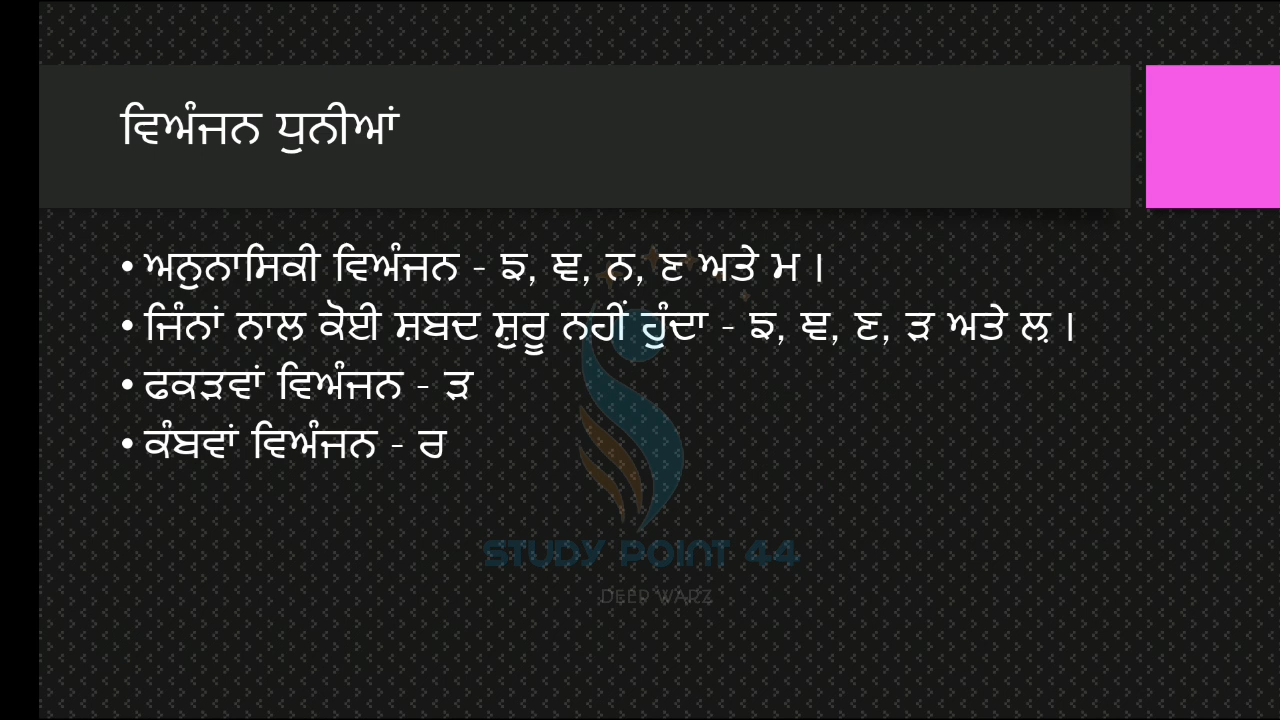 ਵਿਅੰਜਨ ਧੁਨੀਆਂ
• ਅਨੁਨਾਸਿਕੀ ਵਿਅੰਜਨ - ਙ, ਞ, ਨ, ਣ ਅਤੇ ਮ ।
• ਜਿੰਨਾਂ ਨਾਲ ਕੋਈ ਸ਼ਬਦ ਸ਼ੁਰੂ ਨਹੀਂ ਹੁੰਦਾ - ਙ, ਞ, ਣ, ੜ ਅਤੇ ਲ਼ ।
• ਫਕੜਵਾਂ ਵਿਅੰਜਨ - ੜ
• ਕੰਬਵਾਂ ਵਿਅੰਜਨ - ਰ
STUDY POINT 44
DEEP WARZ